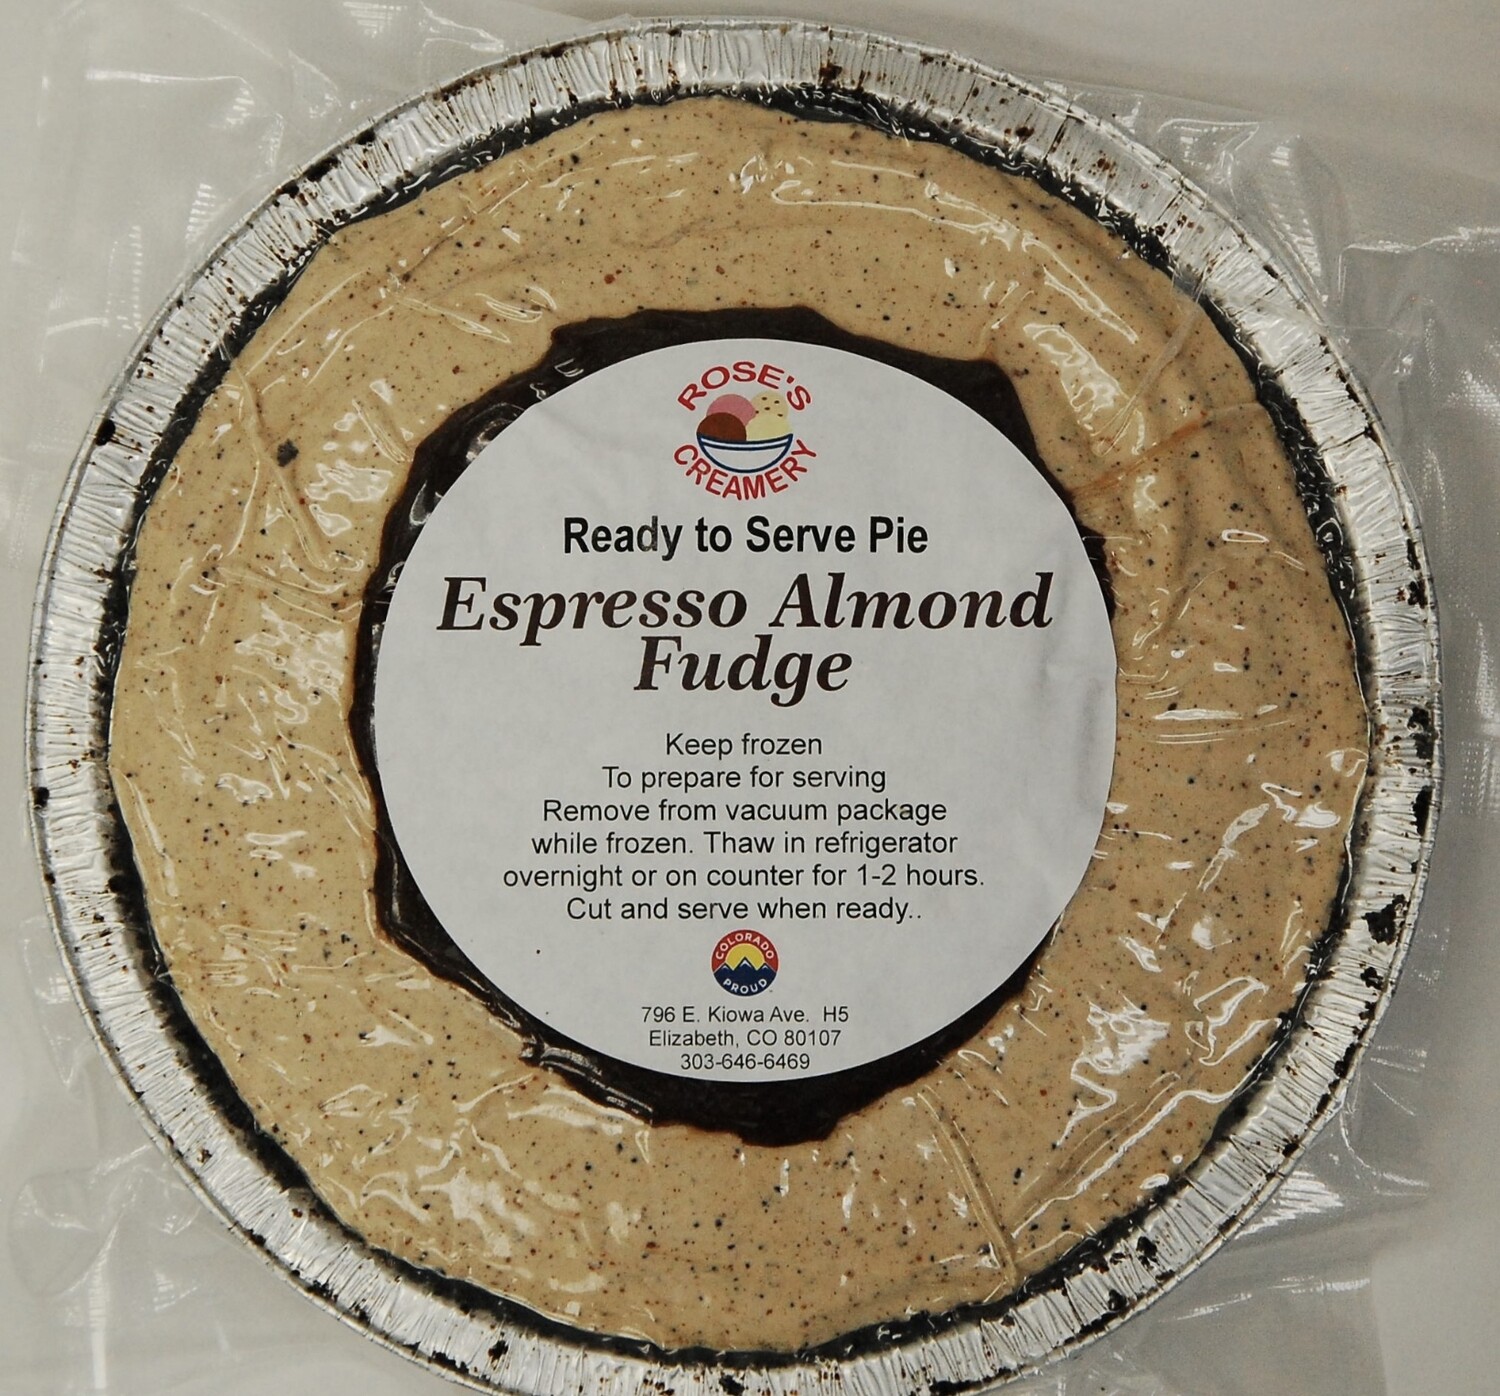 ROSE'S
CREAMERY
Ready to Serve Pie
Espresso Almond
Fudge
Keep frozen
To prepare for serving
Remove from vacuum package
while frozen. Thaw in refrigerator
overnight or on counter for 1-2 hours.
Cut and serve when ready..
COLORADO
PROUD
796 E. Kiowa Ave. H5
Elizabeth, CO 80107
303-646-6469